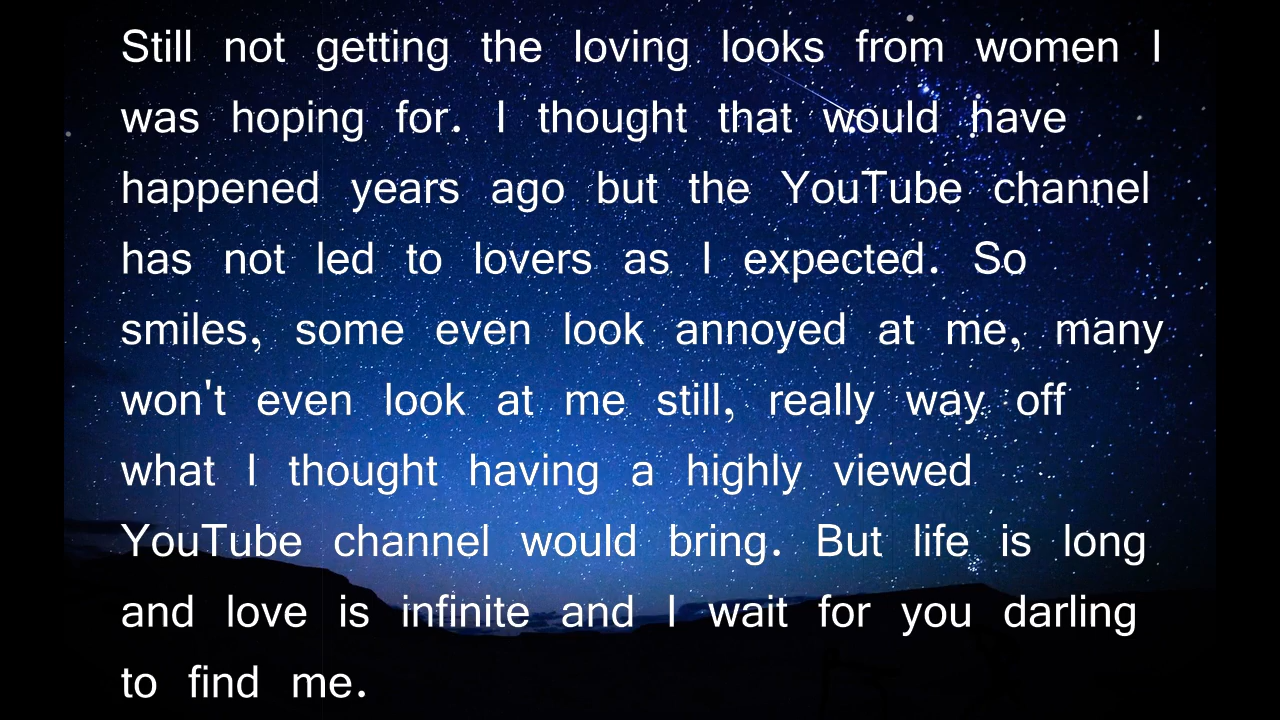 Still not getting the loving looks from women I
was hoping for. I thought that would have
happened years ago but the YouTube channel
has not led to lovers as I expected. So
smiles, some even look annoyed at me, many
won't even look at me still, really way off
what I thought having a highly viewed
YouTube channel would bring. But life is long
and love is infinite and I wait for you darling
to find me.